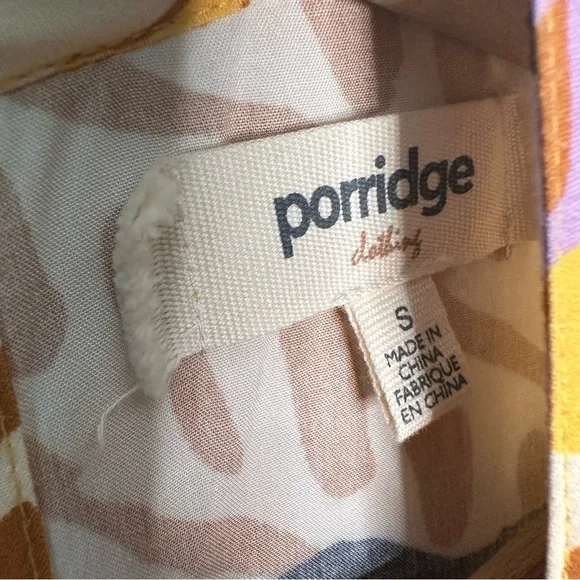 porridge
clothing
S
MADE IN
CHINA
FABRIQUE
EN CHINA